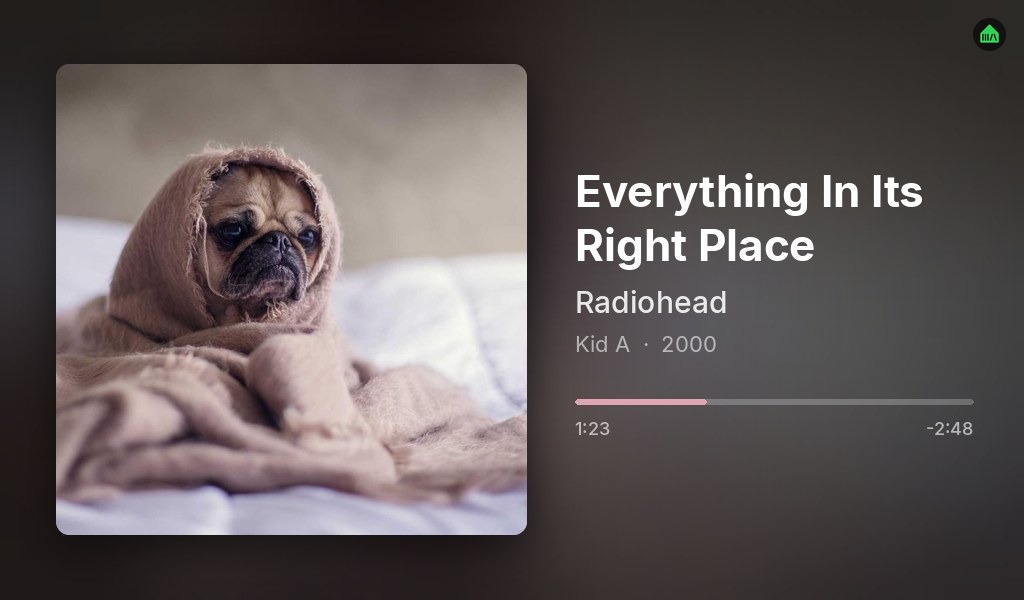 Everything In Its
Right Place
Radiohead
Kid A · 2000
1:23
-2:48